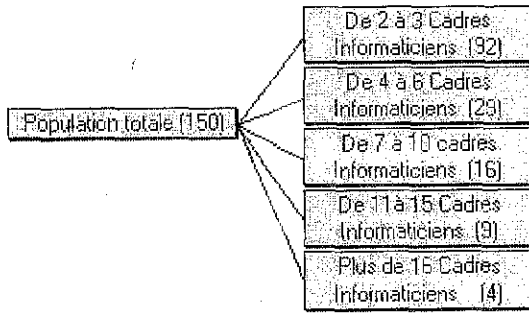 De 2 à 3 Cadres
Informaticiens (92)
De 4 à 6 Cadres
Informaticiens (29)
Population totale (150)
De 7 à 10 cadres
Informaticiens (16)
De 11 à 15 Cadres
Informaticiens (9)
Plus de 16 Cadres
Informaticiens (4)